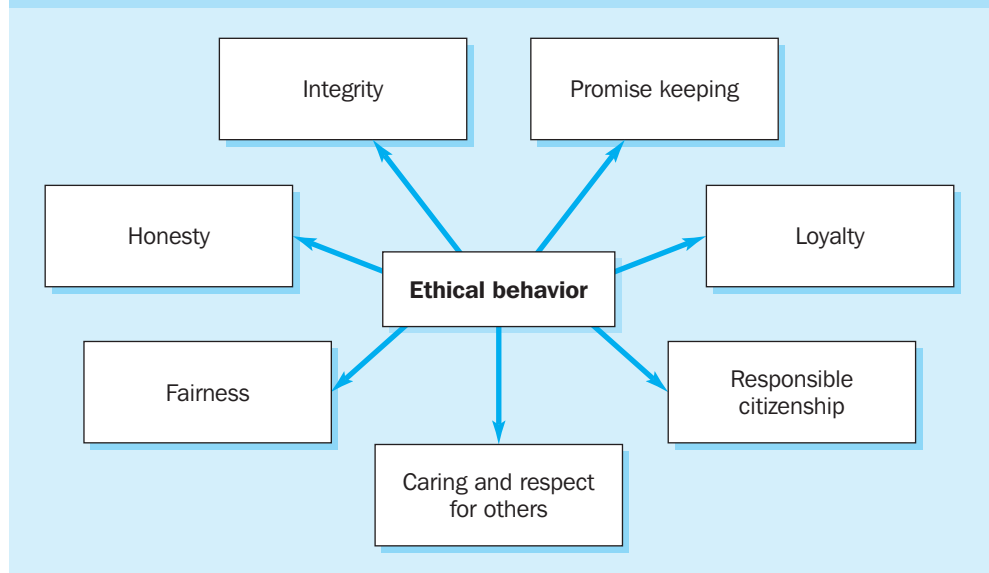 Integrity
Promise keeping
Honesty
Loyalty
Ethical behavior
Fairness
Responsible
citizenship
Caring and respect
for others